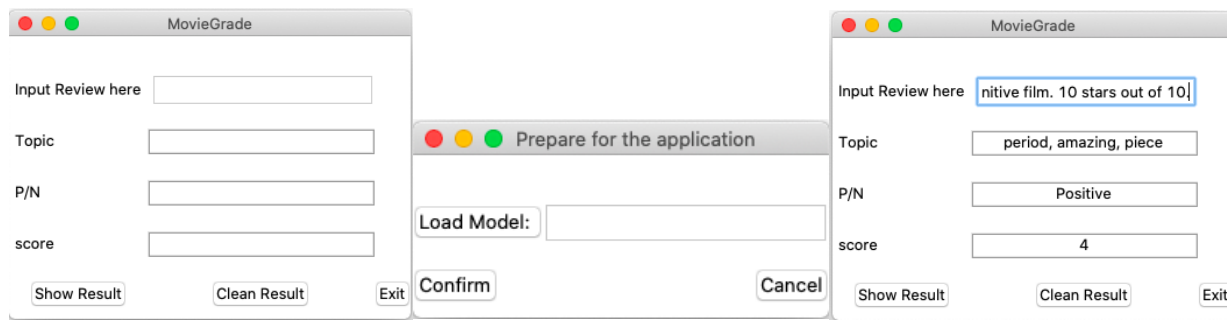 MovieGrade
Input Review here
Topic
P/N
score
Show Result Clean Result Exit
Prepare for the application
Load Model:
Confirm Cancel
MovieGrade
Input Review here nitive film. 10 stars out of 10.
Topic period, amazing, piece
P/N Positive
score 4
Show Result Clean Result Exit